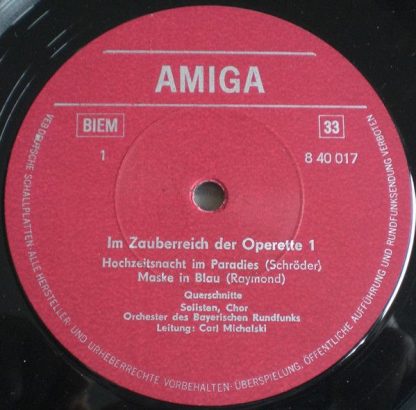 AMIGA
BIEM
33
1
8 40 017
Im Zauberreich der Operette 1
Hochzeitsnacht im Paradies (Schröder)
Maske in Blau (Raymond)
Querschnitte
Solisten, Chor
Orchester des Bayerischen Rundfunks
Leitung: Carl Michalski
VEB DEUTSCHE SCHALLPLATTEN · ALLE HERSTELLER- UND URHEBERRECHTE VORBEHALTEN · ÜBERSPIELUNG, ÖFFENTLICHE AUFFÜHRUNG UND RUNDFUNKSENDUNG VERBOTEN